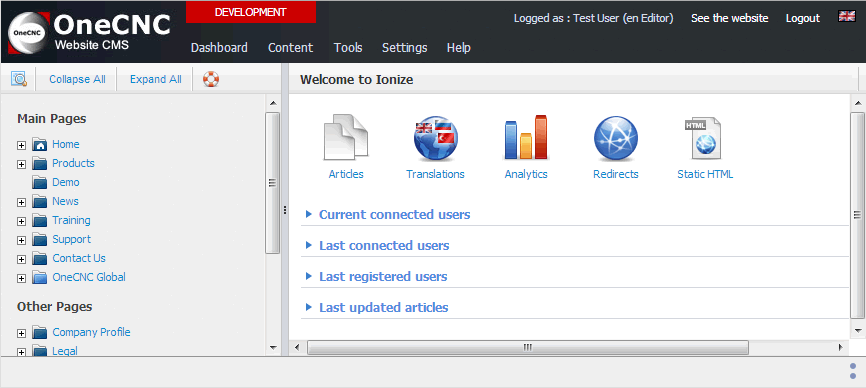 DEVELOPMENT
OneCNC
OneCNC
Website CMS
Logged as : Test User (en Editor)
See the website
Logout
Dashboard
Content
Tools
Settings
Help
Collapse All
Expand All
Welcome to Ionize
Main Pages
Home
Products
Demo
News
Training
Support
Contact Us
OneCNC Global
Other Pages
Company Profile
Legal
HTML
Articles
Translations
Analytics
Redirects
Static HTML
Current connected users
Last connected users
Last registered users
Last updated articles